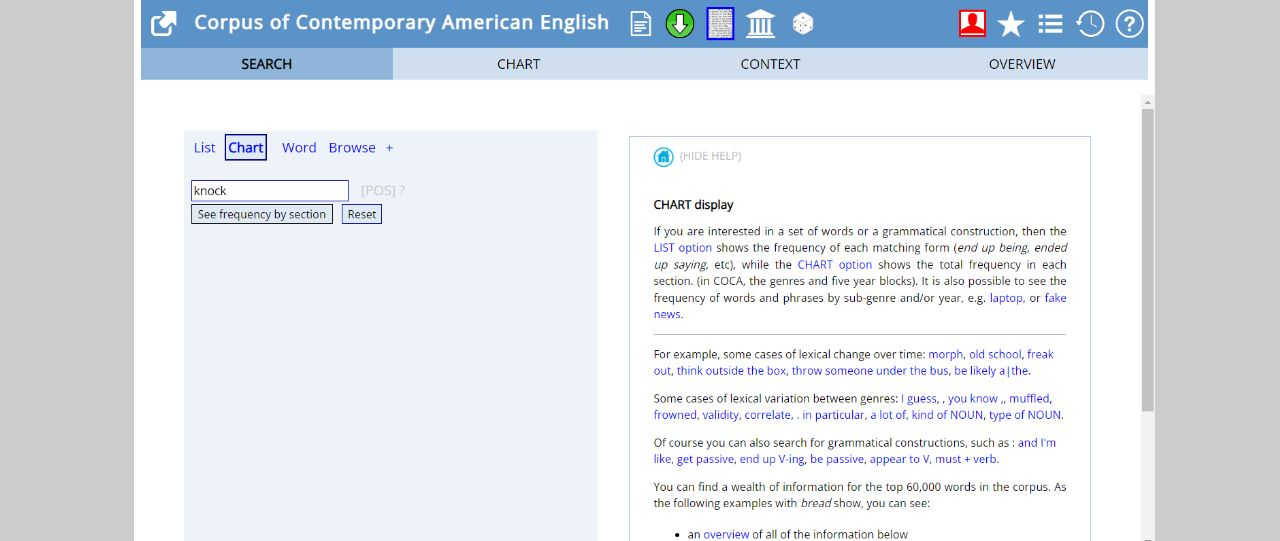 Corpus of Contemporary American English
SEARCH
CHART
CONTEXT
OVERVIEW
List Chart Word Browse +
knock [POS] ?
See frequency by section Reset
(HIDE HELP)
CHART display
If you are interested in a set of words or a grammatical construction, then the
LIST option shows the frequency of each matching form (end up being, ended
up saying, etc), while the CHART option shows the total frequency in each
section. (in COCA, the genres and five year blocks). It is also possible to see the
frequency of words and phrases by sub-genre and/or year, e.g. laptop, or fake
news.
For example, some cases of lexical change over time: morph, old school, freak
out, think outside the box, throw someone under the bus, be likely a|the.
Some cases of lexical variation between genres: I guess, , you know ,, muffled,
frowned, validity, correlate, . in particular, a lot of, kind of NOUN, type of NOUN.
Of course you can also search for grammatical constructions, such as : and I'm
like, get passive, end up V-ing, be passive, appear to V, must + verb.
You can find a wealth of information for the top 60,000 words in the corpus. As
the following examples with bread show, you can see:
• an overview of all of the information below